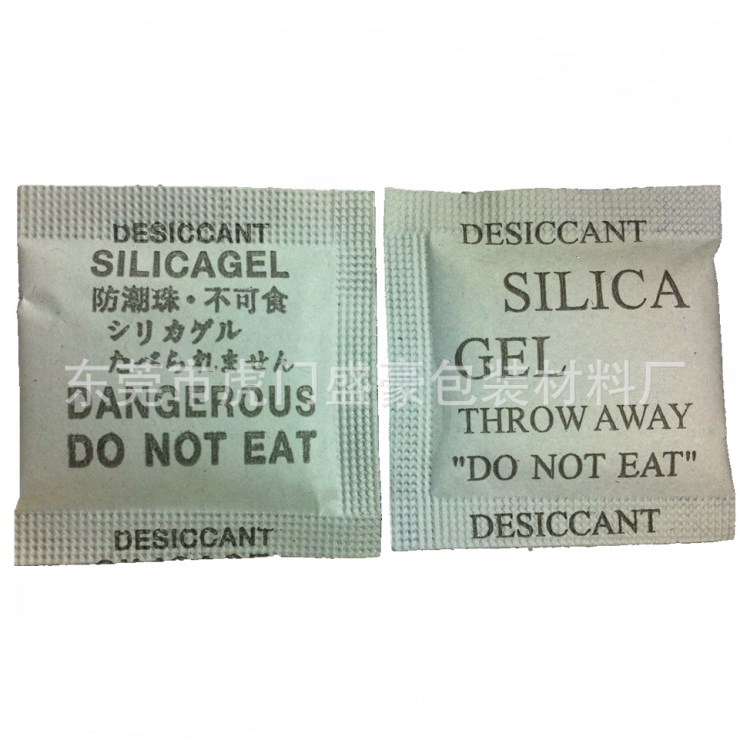 DESICCANT
SILICAGEL
防潮珠・不可食
シリカゲル
たべられません
DANGERCUS
DO NOT EAT
DESICCANT
DESICCANT
SILICA
GEL
THROW AWAY
"DO NOT EAT"
DESICCANT
东莞市虎门盛豪包装材料厂